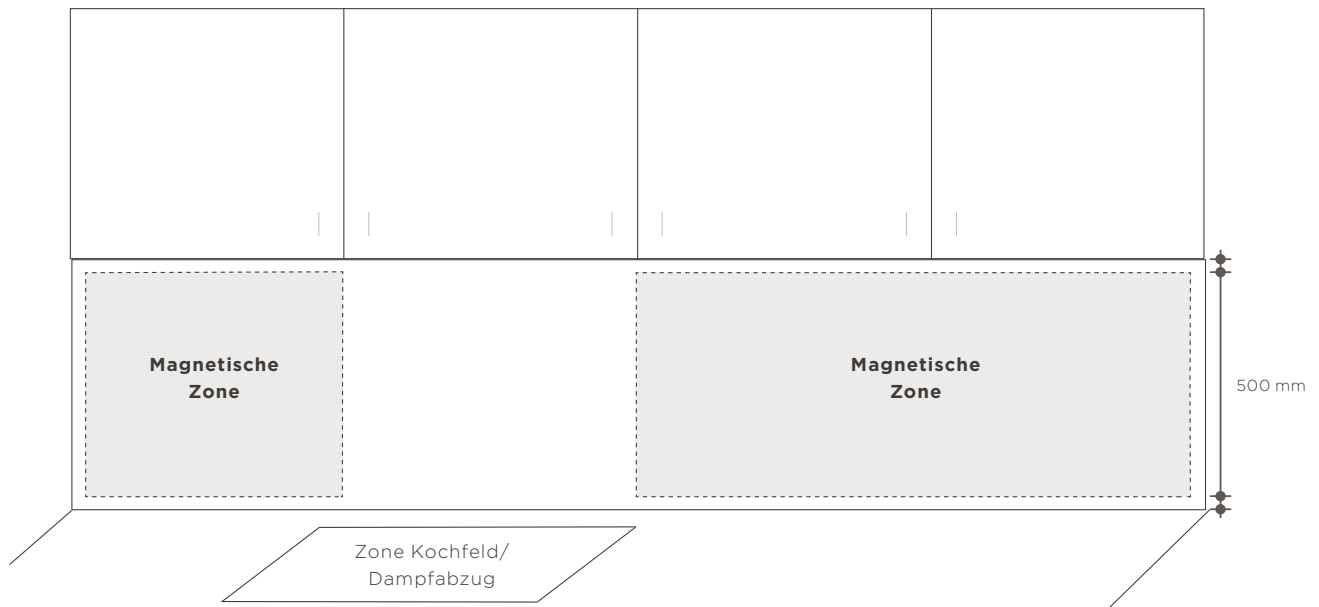 Magnetische
Zone
Magnetische
Zone
500 mm
Zone Kochfeld/
Dampfabzug